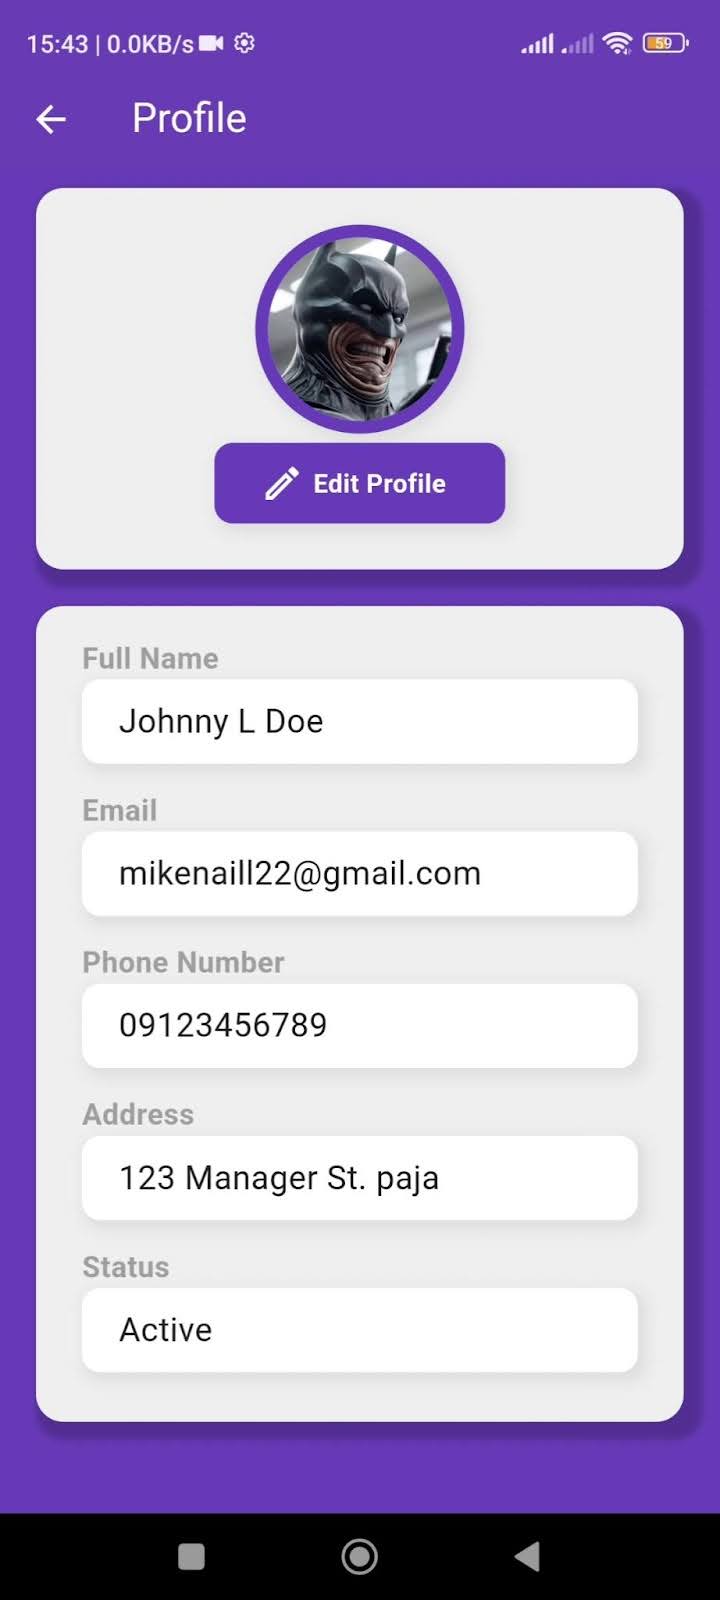 15:43 | 0.0KB/s 59
Profile
Edit Profile
Full Name
Johnny L Doe
Email
mikenaill22@gmail.com
Phone Number
09123456789
Address
123 Manager St. paja
Status
Active